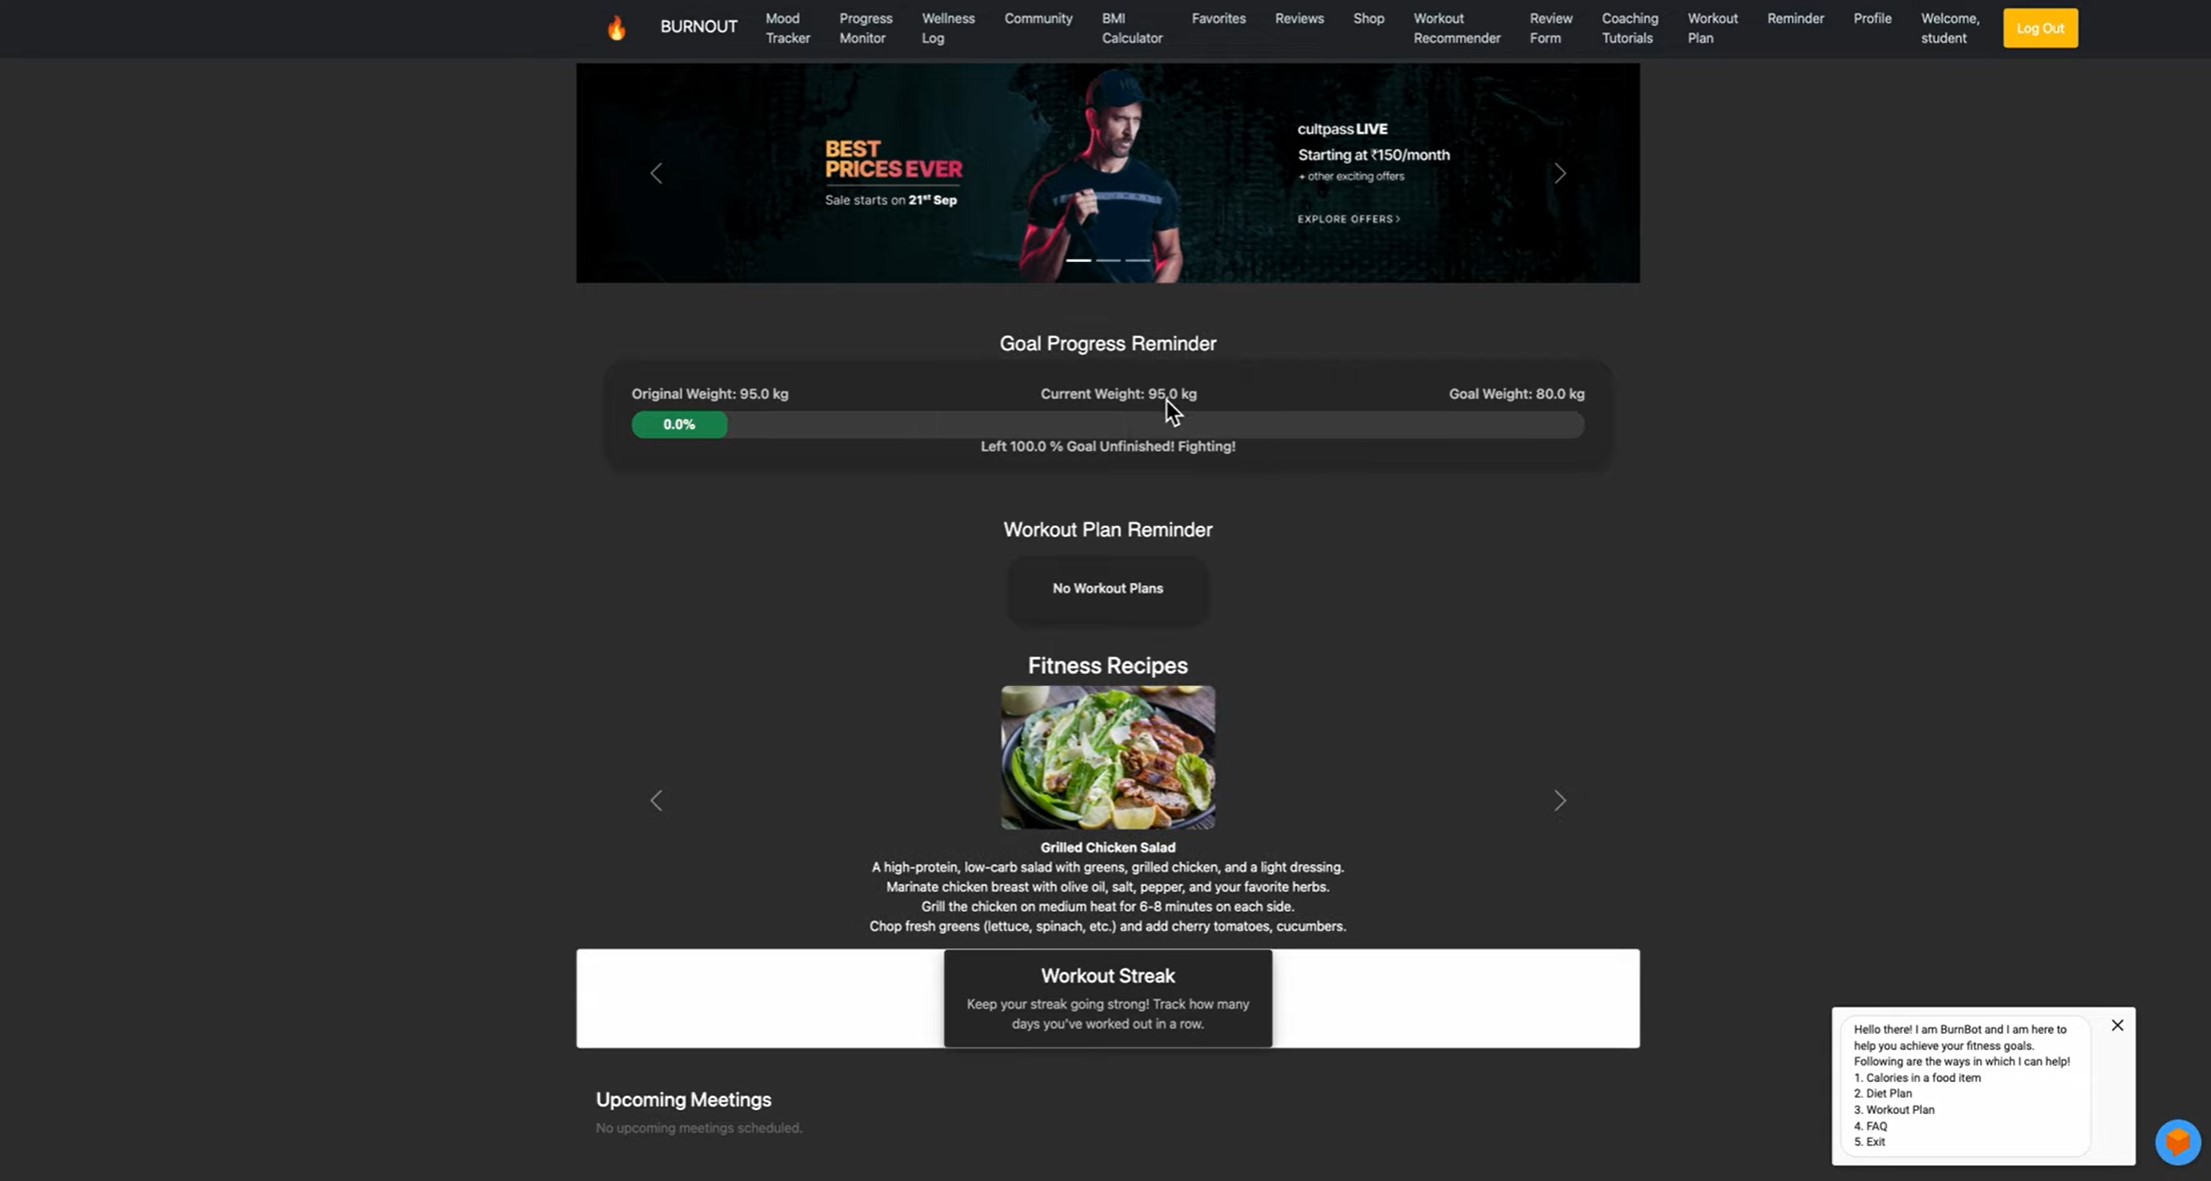 BURNOUT
Mood
Tracker
Progress
Monitor
Wellness
Log
Community
BMI
Calculator
Favorites
Reviews
Shop
Workout
Recommender
Review
Form
Coaching
Tutorials
Workout
Plan
Reminder
Profile
Welcome,
student
Log Out
BEST
PRICES EVER
Sale starts on 21st Sep
cultpass LIVE
Starting at ₹150/month
+ other exciting offers
EXPLORE OFFERS >
Goal Progress Reminder
Original Weight: 95.0 kg
Current Weight: 95.0 kg
Goal Weight: 80.0 kg
0.0%
Left 100.0 % Goal Unfinished! Fighting!
Workout Plan Reminder
No Workout Plans
Fitness Recipes
Grilled Chicken Salad
A high-protein, low-carb salad with greens, grilled chicken, and a light dressing.
Marinate chicken breast with olive oil, salt, pepper, and your favorite herbs.
Grill the chicken on medium heat for 6-8 minutes on each side.
Chop fresh greens (lettuce, spinach, etc.) and add cherry tomatoes, cucumbers.
Workout Streak
Keep your streak going strong! Track how many
days you've worked out in a row.
Upcoming Meetings
No upcoming meetings scheduled.
Hello there! I am BurnBot and I am here to
help you achieve your fitness goals.
Following are the ways in which I can help!
1. Calories in a food item
2. Diet Plan
3. Workout Plan
4. FAQ
5. Exit